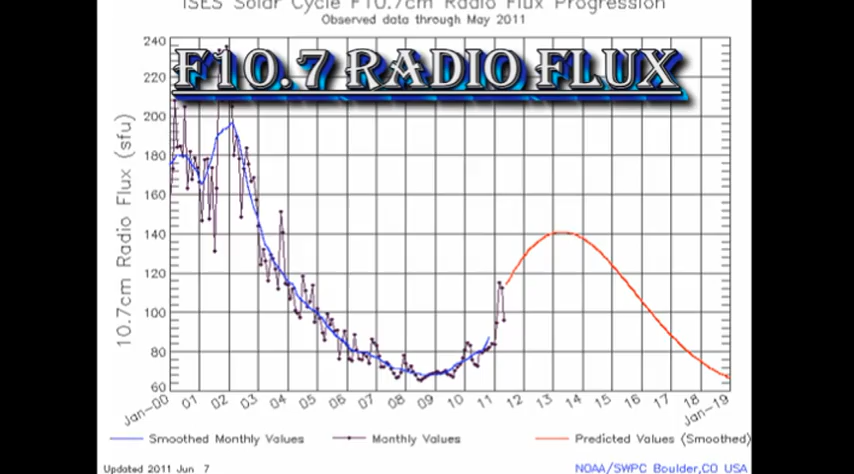 ISES Solar Cycle F10.7cm Radio Flux Progression
Observed data through May 2011
F10.7 RADIO FLUX
240
220
200
180
160
140
120
100
80
60
10.7cm Radio Flux (sfu)
Jan-00 01 02 03 04 05 06 07 08 09 10 11 12 13 14 15 16 17 18 Jan-19
Smoothed Monthly Values Monthly Values Predicted Values (Smoothed)
Updated 2011 Jun 7 NOAA/SWPC Boulder,CO USA